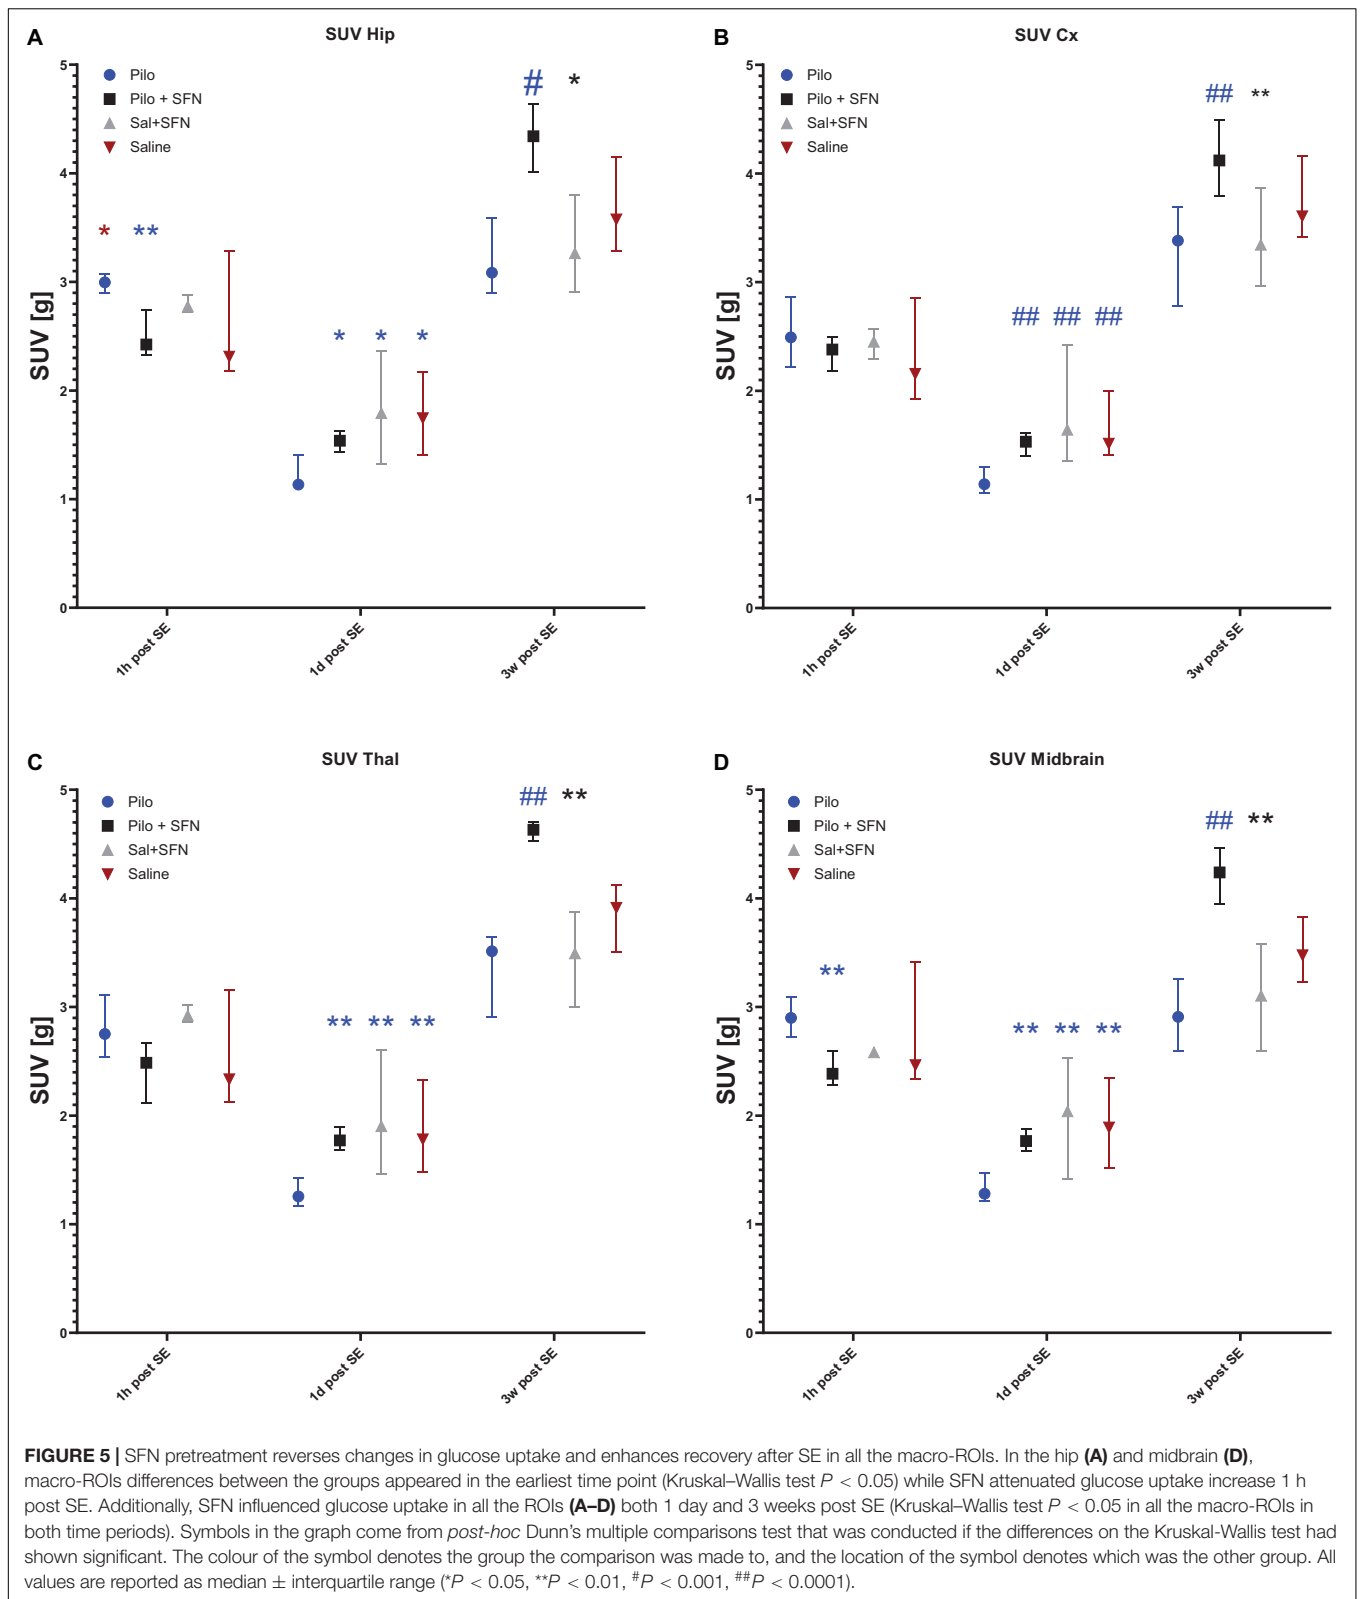 A
SUV Hip
Pilo
Pilo + SFN
Sal+SFN
Saline
SUV [g]
5
4
3
2
1
0
* **
* * *
# *
1h post SE
1d post SE
3w post SE
B
SUV Cx
Pilo
Pilo + SFN
Sal+SFN
Saline
SUV [g]
5
4
3
2
1
0
## ## ##
## **
1h post SE
1d post SE
3w post SE
C
SUV Thal
Pilo
Pilo + SFN
Sal+SFN
Saline
SUV [g]
5
4
3
2
1
0
** ** **
## **
1h post SE
1d post SE
3w post SE
D
SUV Midbrain
Pilo
Pilo + SFN
Sal+SFN
Saline
SUV [g]
5
4
3
2
1
0
**
** ** **
## **
1h post SE
1d post SE
3w post SE
FIGURE 5 | SFN pretreatment reverses changes in glucose uptake and enhances recovery after SE in all the macro-ROIs. In the hip (A) and midbrain (D),
macro-ROIs differences between the groups appeared in the earliest time point (Kruskal–Wallis test P < 0.05) while SFN attenuated glucose uptake increase 1 h
post SE. Additionally, SFN influenced glucose uptake in all the ROIs (A–D) both 1 day and 3 weeks post SE (Kruskal–Wallis test P < 0.05 in all the macro-ROIs in
both time periods). Symbols in the graph come from post-hoc Dunn's multiple comparisons test that was conducted if the differences on the Kruskal-Wallis test had
shown significant. The colour of the symbol denotes the group the comparison was made to, and the location of the symbol denotes which was the other group. All
values are reported as median ± interquartile range (*P < 0.05, **P < 0.01, #P < 0.001, ##P < 0.0001).